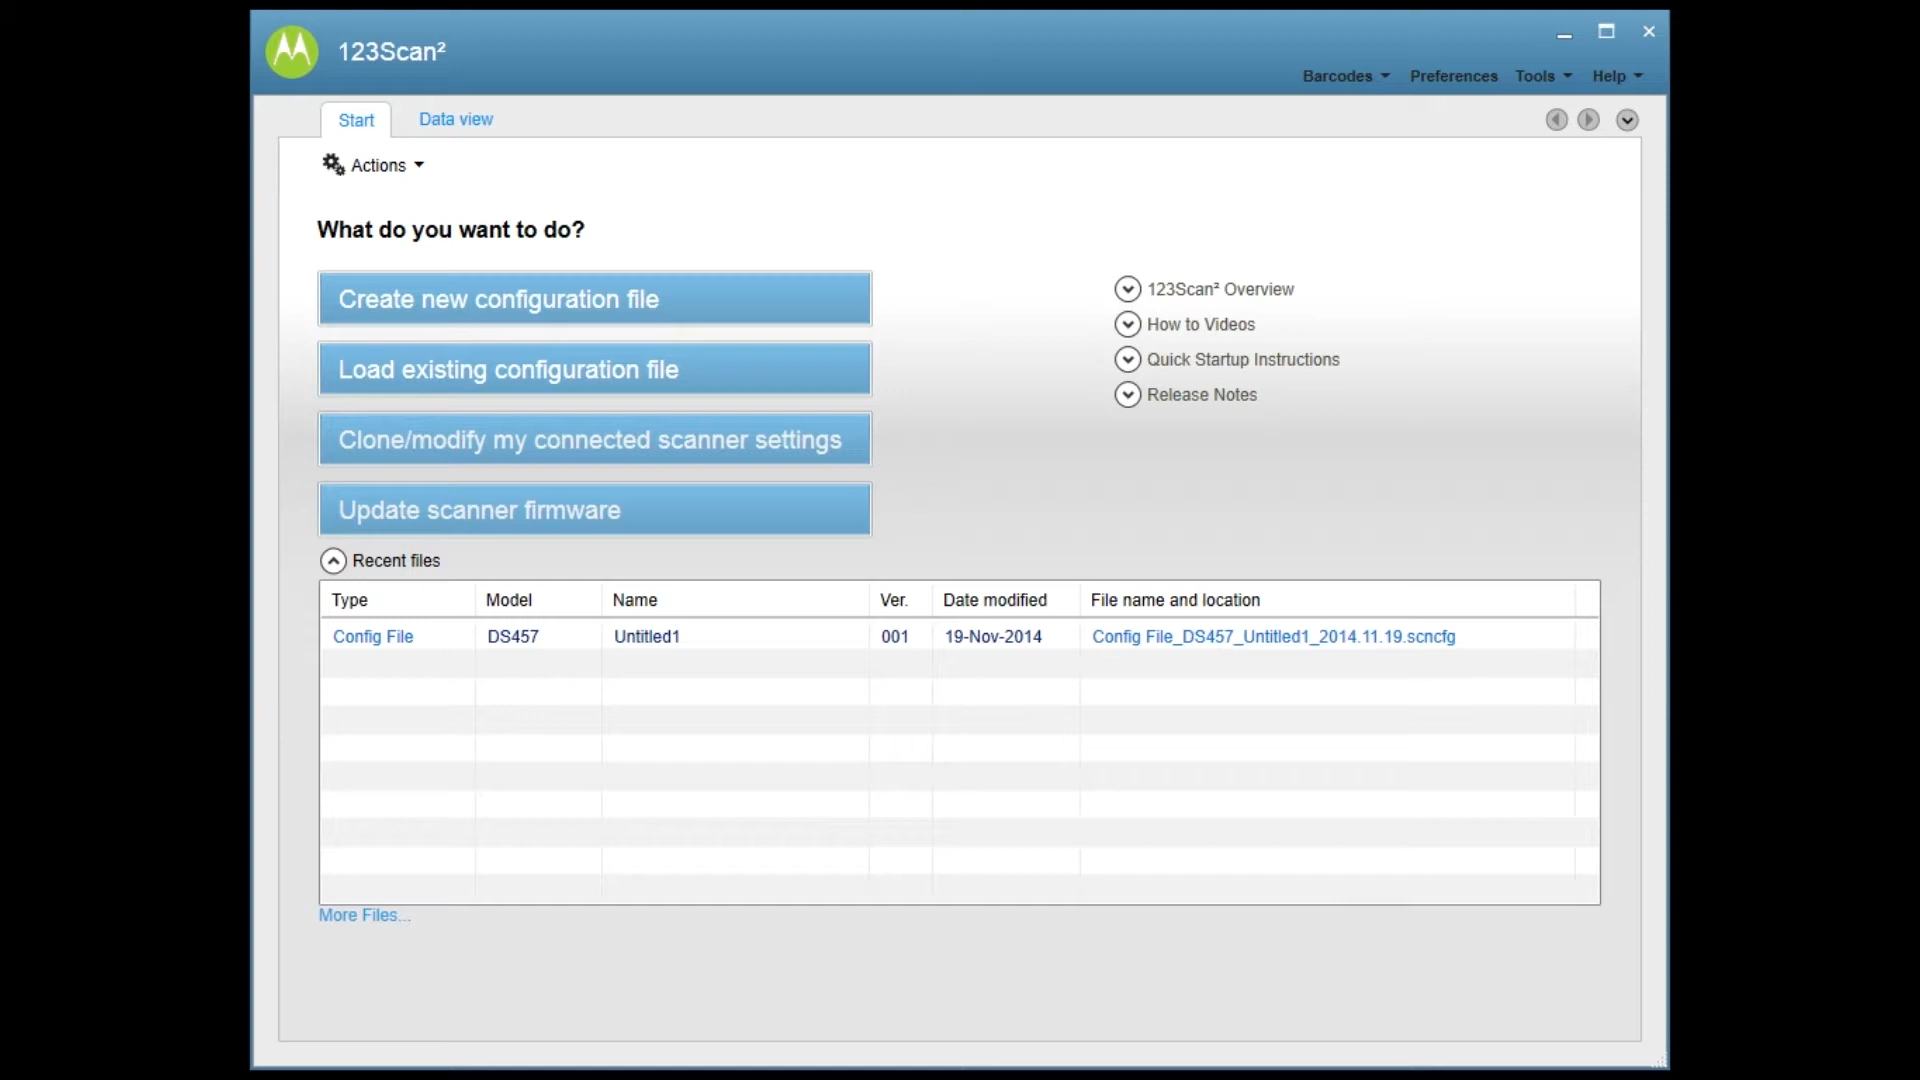 123Scan²
Barcodes Preferences Tools Help
Start Data view
Actions
What do you want to do?
Create new configuration file
Load existing configuration file
Clone/modify my connected scanner settings
Update scanner firmware
123Scan² Overview
How to Videos
Quick Startup Instructions
Release Notes
Recent files
Type Model Name Ver. Date modified File name and location
Config File DS457 Untitled1 001 19-Nov-2014 Config File_DS457_Untitled1_2014.11.19.scncfg
More Files...